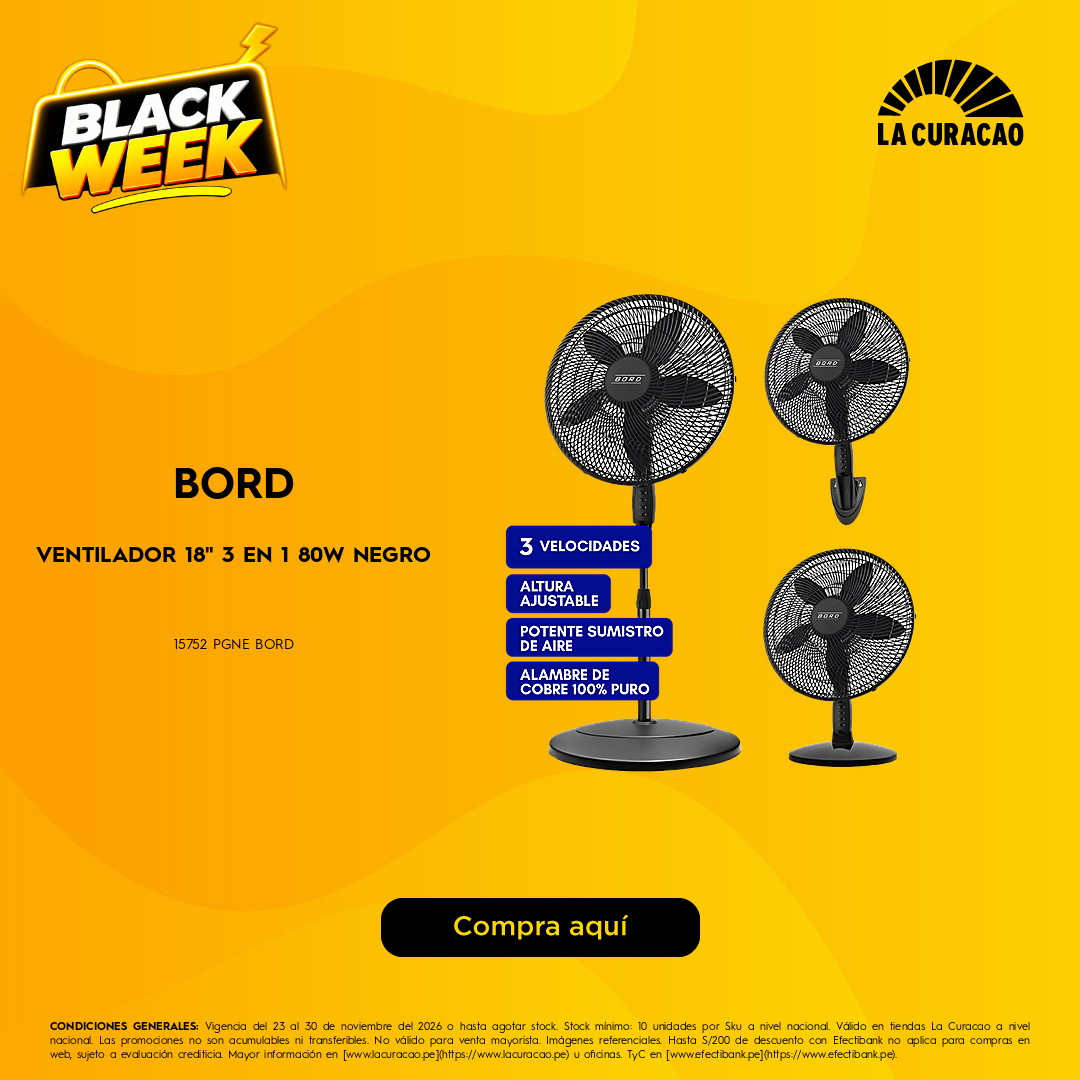 BLACK
WEEK
LA CURACAO
BORD
VENTILADOR 18" 3 EN 1 80W NEGRO
15752 PGNE BORD
BORD
BORD
BORD
3 VELOCIDADES
ALTURA
AJUSTABLE
POTENTE SUMISTRO
DE AIRE
ALAMBRE DE
COBRE 100% PURO
Compra aquí
CONDICIONES GENERALES: Vigencia del 23 al 30 de noviembre del 2026 o hasta agotar stock. Stock mínimo: 10 unidades por Sku a nivel nacional. Válido en tiendas La Curacao a nivel
nacional. Las promociones no son acumulables ni transferibles. No válido para venta mayorista. Imágenes referenciales. Hasta S/200 de descuento con Efectibank no aplica para compras en
web, sujeto a evaluación crediticia. Mayor información en [www.lacuracao.pe](https://www.lacuracao.pe) u oficinas. TyC en [www.efectibank.pe](https://www.efectibank.pe).